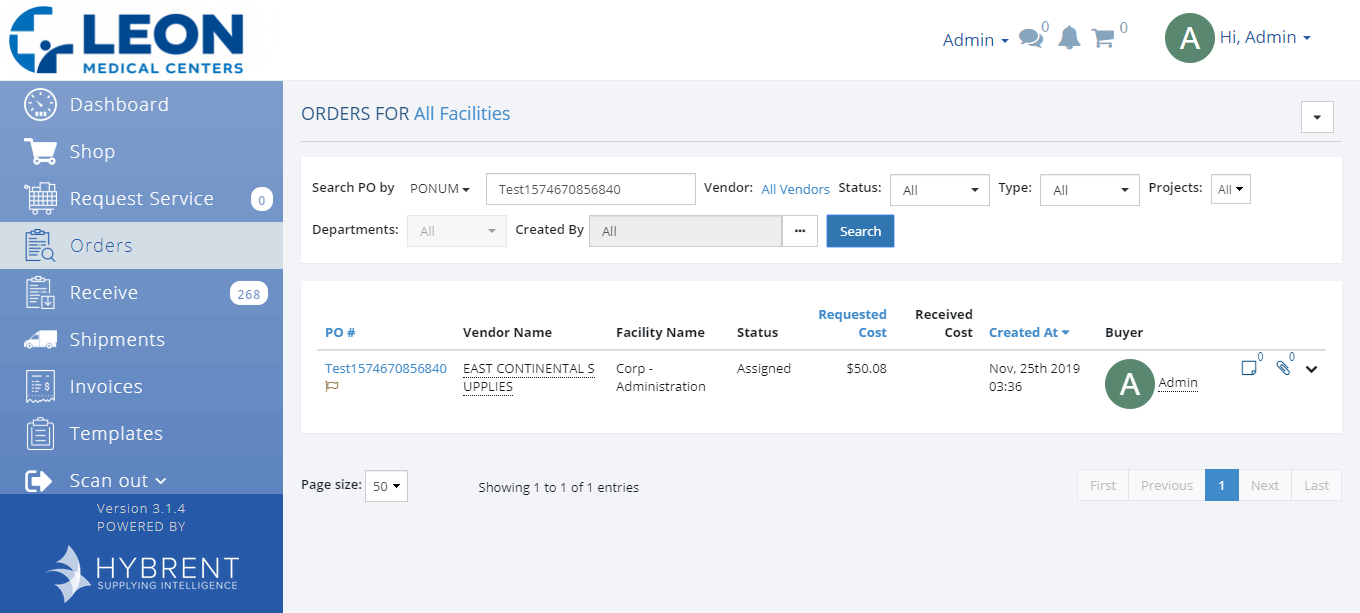 LEON
MEDICAL CENTERS
Admin
0
0
A
Hi, Admin
Dashboard
Shop
Request Service
0
Orders
Receive
268
Shipments
Invoices
Templates
Scan out
Version 3.1.4
POWERED BY
HYBRENT
SUPPLYING INTELLIGENCE
ORDERS FOR All Facilities
Search PO by PONUM Test1574670856840 Vendor: All Vendors Status: All Type: All Projects: All
Departments: All Created By All ... Search
PO # Vendor Name Facility Name Status Requested Cost Received Cost Created At Buyer
Test1574670856840 EAST CONTINENTAL S Corp - Assigned $50.08 Nov, 25th 2019 A Admin 0 0
UPPLIES Administration 03:36
Page size: 50 Showing 1 to 1 of 1 entries First Previous 1 Next Last